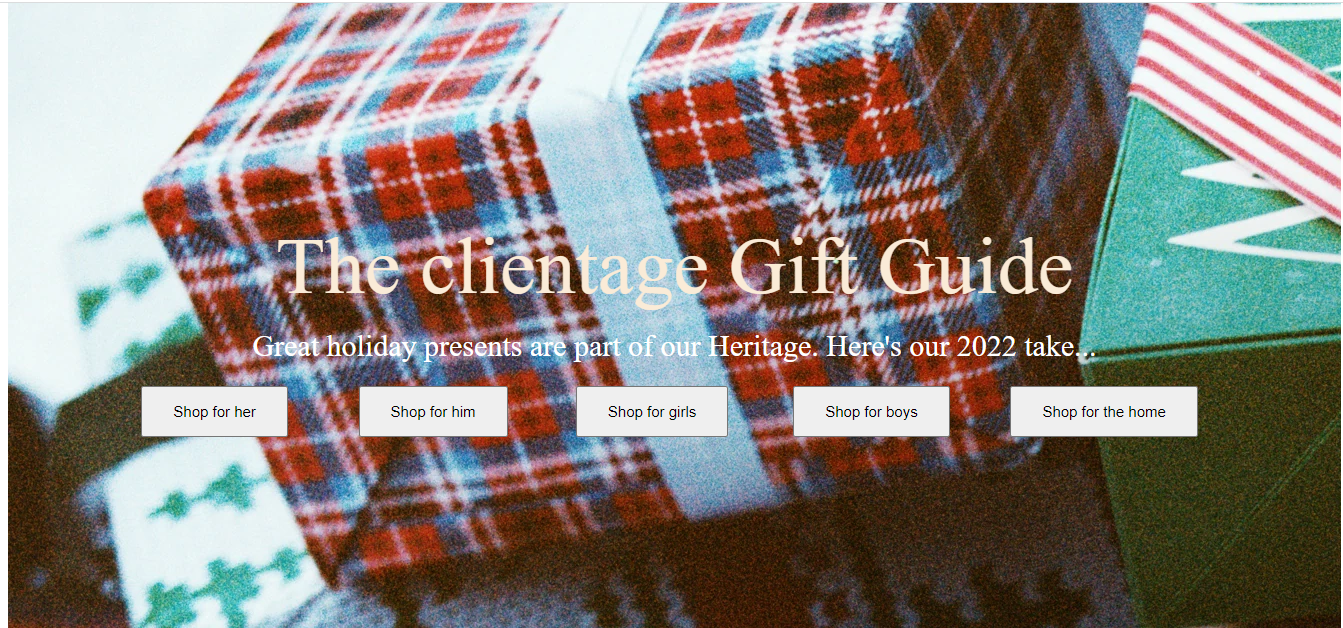 The clientage Gift Guide
Great holiday presents are part of our Heritage. Here's our 2022 take...
Shop for her
Shop for him
Shop for girls
Shop for boys
Shop for the home